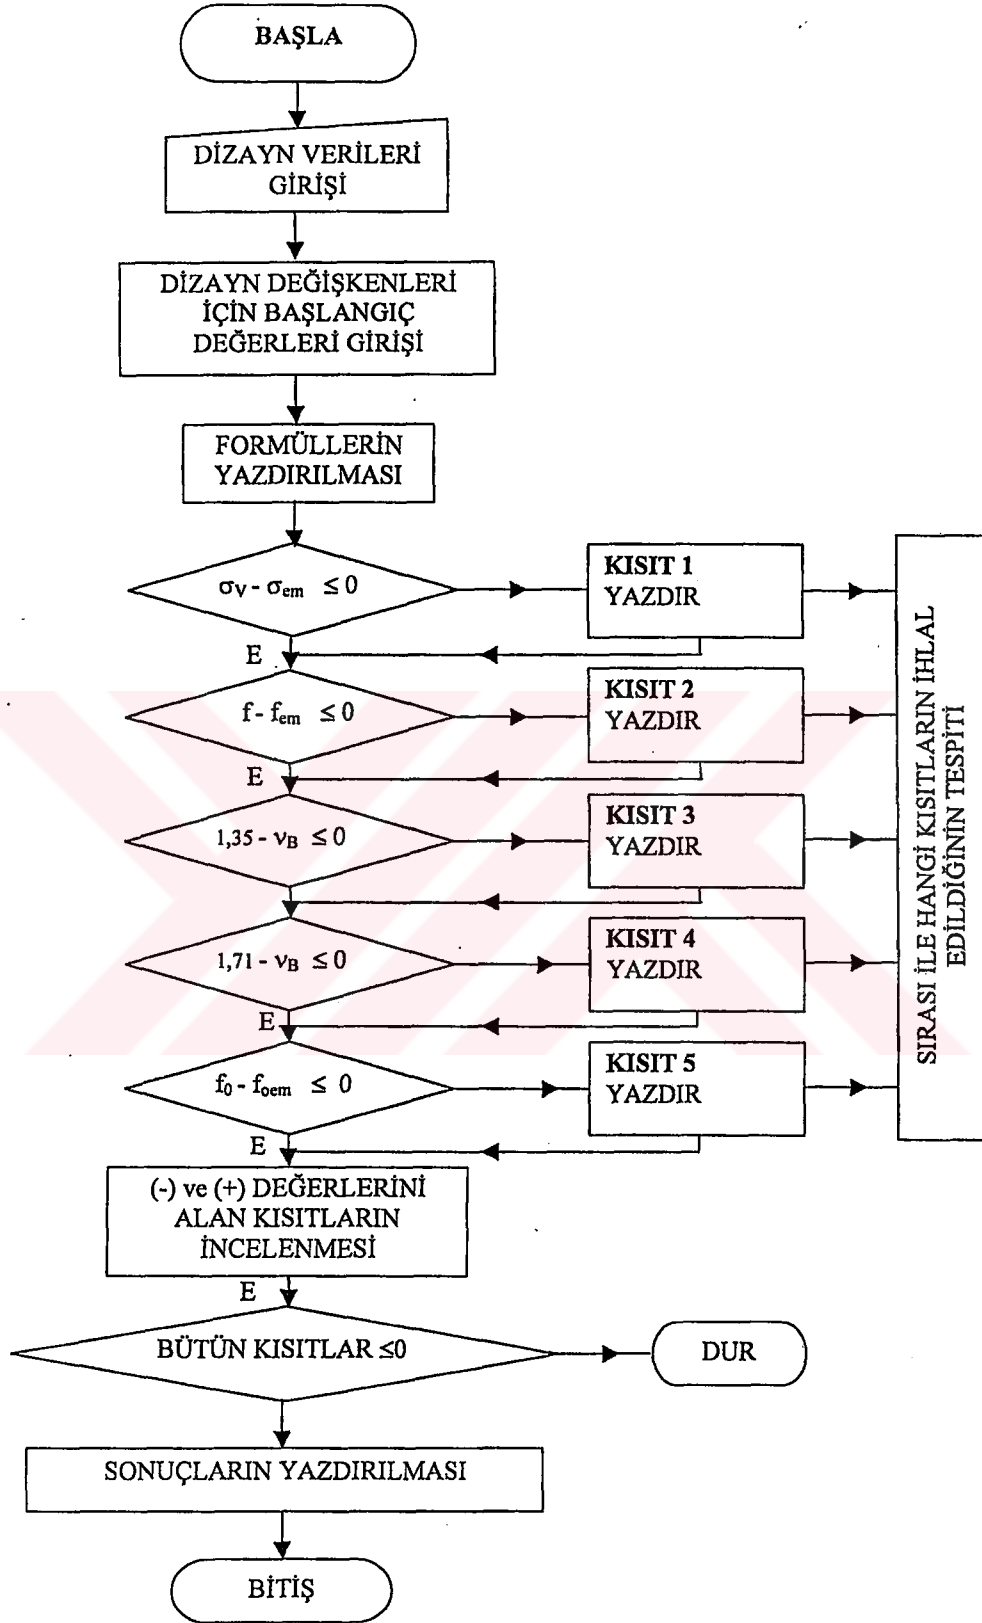 BAŞLA
DİZAYN VERİLERİ
GİRİŞİ
DİZAYN DEĞİŞKENLERİ
İÇİN BAŞLANGIÇ
DEĞERLERİ GİRİŞİ
FORMÜLLERİN
YAZDIRILMASI
σV - σem ≤ 0
KISIT 1
YAZDIR
E
f - fem ≤ 0
KISIT 2
YAZDIR
E
1,35 - νB ≤ 0
KISIT 3
YAZDIR
1,71 - νB ≤ 0
KISIT 4
YAZDIR
E
f0 - foem ≤ 0
KISIT 5
YAZDIR
E
SIRASI İLE HANGİ KISITLARIN İHLAL
EDİLDİĞİNİN TESPİTİ
(-) ve (+) DEĞERLERİNİ
ALAN KISITLARIN
İNCELENMESİ
E
BÜTÜN KISITLAR ≤0
DUR
SONUÇLARIN YAZDIRILMASI
BİTİŞ